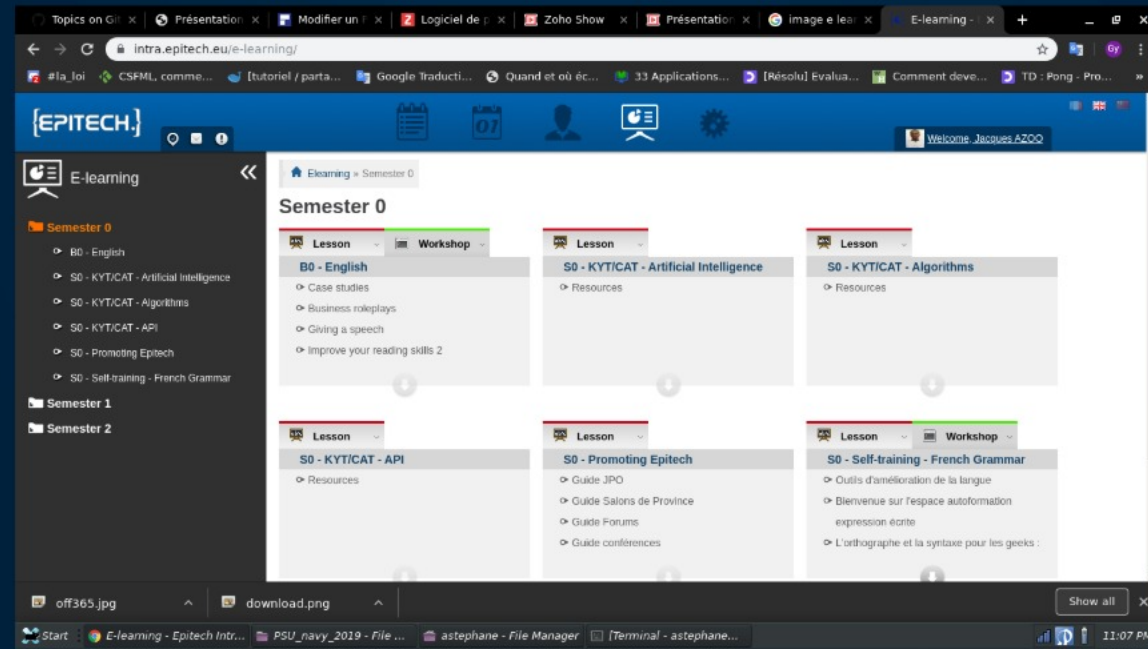 Topics on Git
Présentation
Modifier un F
Logiciel de p
Zoho Show
Présentation
image e lear
E-learning -
intra.epitech.eu/e-learning/
Gy
#la_loi
CSFML, comme...
[tutoriel / parta...
Google Traducti...
Quand et où éc...
33 Applications...
[Résolu] Evalua...
Comment deve...
TD : Pong - Pro...
»
{EPITECH.}
07
Welcome, Jacques AZOO
E-learning
Elearning » Semester 0
Semester 0
Semester 0
B0 - English
S0 - KYT/CAT - Artificial Intelligence
S0 - KYT/CAT - Algorithms
S0 - KYT/CAT - API
S0 - Promoting Epitech
S0 - Self-training - French Grammar
Semester 1
Semester 2
Lesson Workshop
B0 - English
Case studies
Business roleplays
Giving a speech
Improve your reading skills 2
Lesson
S0 - KYT/CAT - Artificial Intelligence
Resources
Lesson
S0 - KYT/CAT - Algorithms
Resources
Lesson
S0 - KYT/CAT - API
Resources
Lesson
S0 - Promoting Epitech
Guide JPO
Guide Salons de Province
Guide Forums
Guide conférences
Lesson Workshop
S0 - Self-training - French Grammar
Outils d'amélioration de la langue
Bienvenue sur l'espace autoformation
expression écrite
L'orthographe et la syntaxe pour les geeks :
off365.jpg
download.png
Show all
Start
E-learning - Epitech Intr...
PSU_navy_2019 - File ...
astephane - File Manager
[Terminal - astephane...
11:07 PM